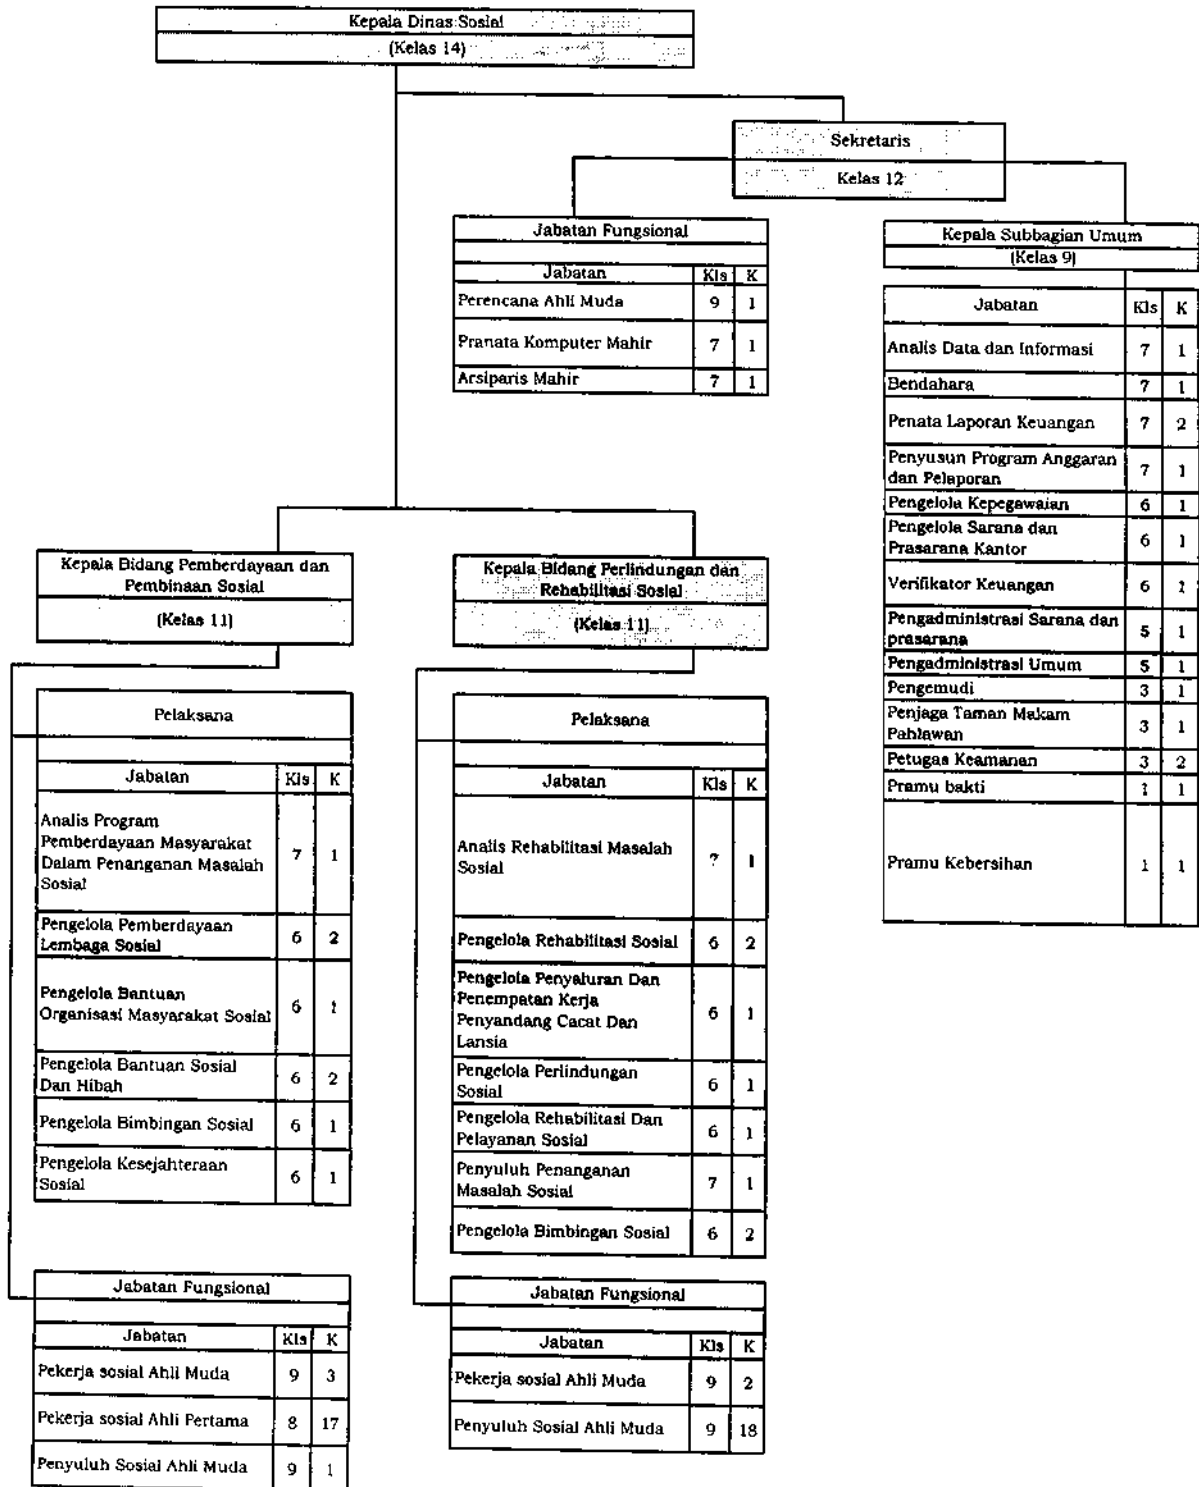 Kepala Dinas Sosial
(Kelas 14)
Sekretaris
Kelas 12
Jabatan Fungsional
Jabatan Kls K
Perencana Ahli Muda 9 1
Pranata Komputer Mahir 7 1
Arsiparis Mahir 7 1
Kepala Subbagian Umum
(Kelas 9)
Jabatan Kls K
Analis Data dan Informasi 7 1
Bendahara 7 1
Penata Laporan Keuangan 7 2
Penyusun Program Anggaran
dan Pelaporan 7 1
Pengelola Kepegawaian 6 1
Pengelola Sarana dan
Prasarana Kantor 6 1
Verifikator Keuangan 6 1
Pengadministrasi Sarana dan
prasarana 5 1
Pengadministrasi Umum 5 1
Pengemudi 3 1
Penjaga Taman Makam
Pahlawan 3 1
Petugas Keamanan 3 2
Pramu bakti 1 1
Pramu Kebersihan 1 1
Kepala Bidang Pemberdayaan dan
Pembinaan Sosial
(Kelas 11)
Pelaksana
Jabatan Kls K
Analis Program
Pemberdayaan Masyarakat
Dalam Penanganan Masalah
Sosial 7 1
Pengelola Pemberdayaan
Lembaga Sosial 6 2
Pengelola Bantuan
Organisasi Masyarakat Sosial 6 1
Pengelola Bantuan Sosial
Dan Hibah 6 2
Pengelola Bimbingan Sosial 6 1
Pengelola Kesejahteraan
Sosial 6 1
Jabatan Fungsional
Jabatan Kls K
Pekerja sosial Ahli Muda 9 3
Pekerja sosial Ahli Pertama 8 17
Penyuluh Sosial Ahli Muda 9 1
Kepala Bidang Perlindungan dan
Rehabilitasi Sosial
(Kelas 11)
Pelaksana
Jabatan Kls K
Analis Rehabilitasi Masalah
Sosial 7 1
Pengelola Rehabilitasi Sosial 6 2
Pengelola Penyaluran Dan
Penempatan Kerja
Penyandang Cacat Dan
Lansia 6 1
Pengelola Perlindungan
Sosial 6 1
Pengelola Rehabilitasi Dan
Pelayanan Sosial 6 1
Penyuluh Penanganan
Masalah Sosial 7 1
Pengelola Bimbingan Sosial 6 2
Jabatan Fungsional
Jabatan Kls K
Pekerja sosial Ahli Muda 9 2
Penyuluh Sosial Ahli Muda 9 18